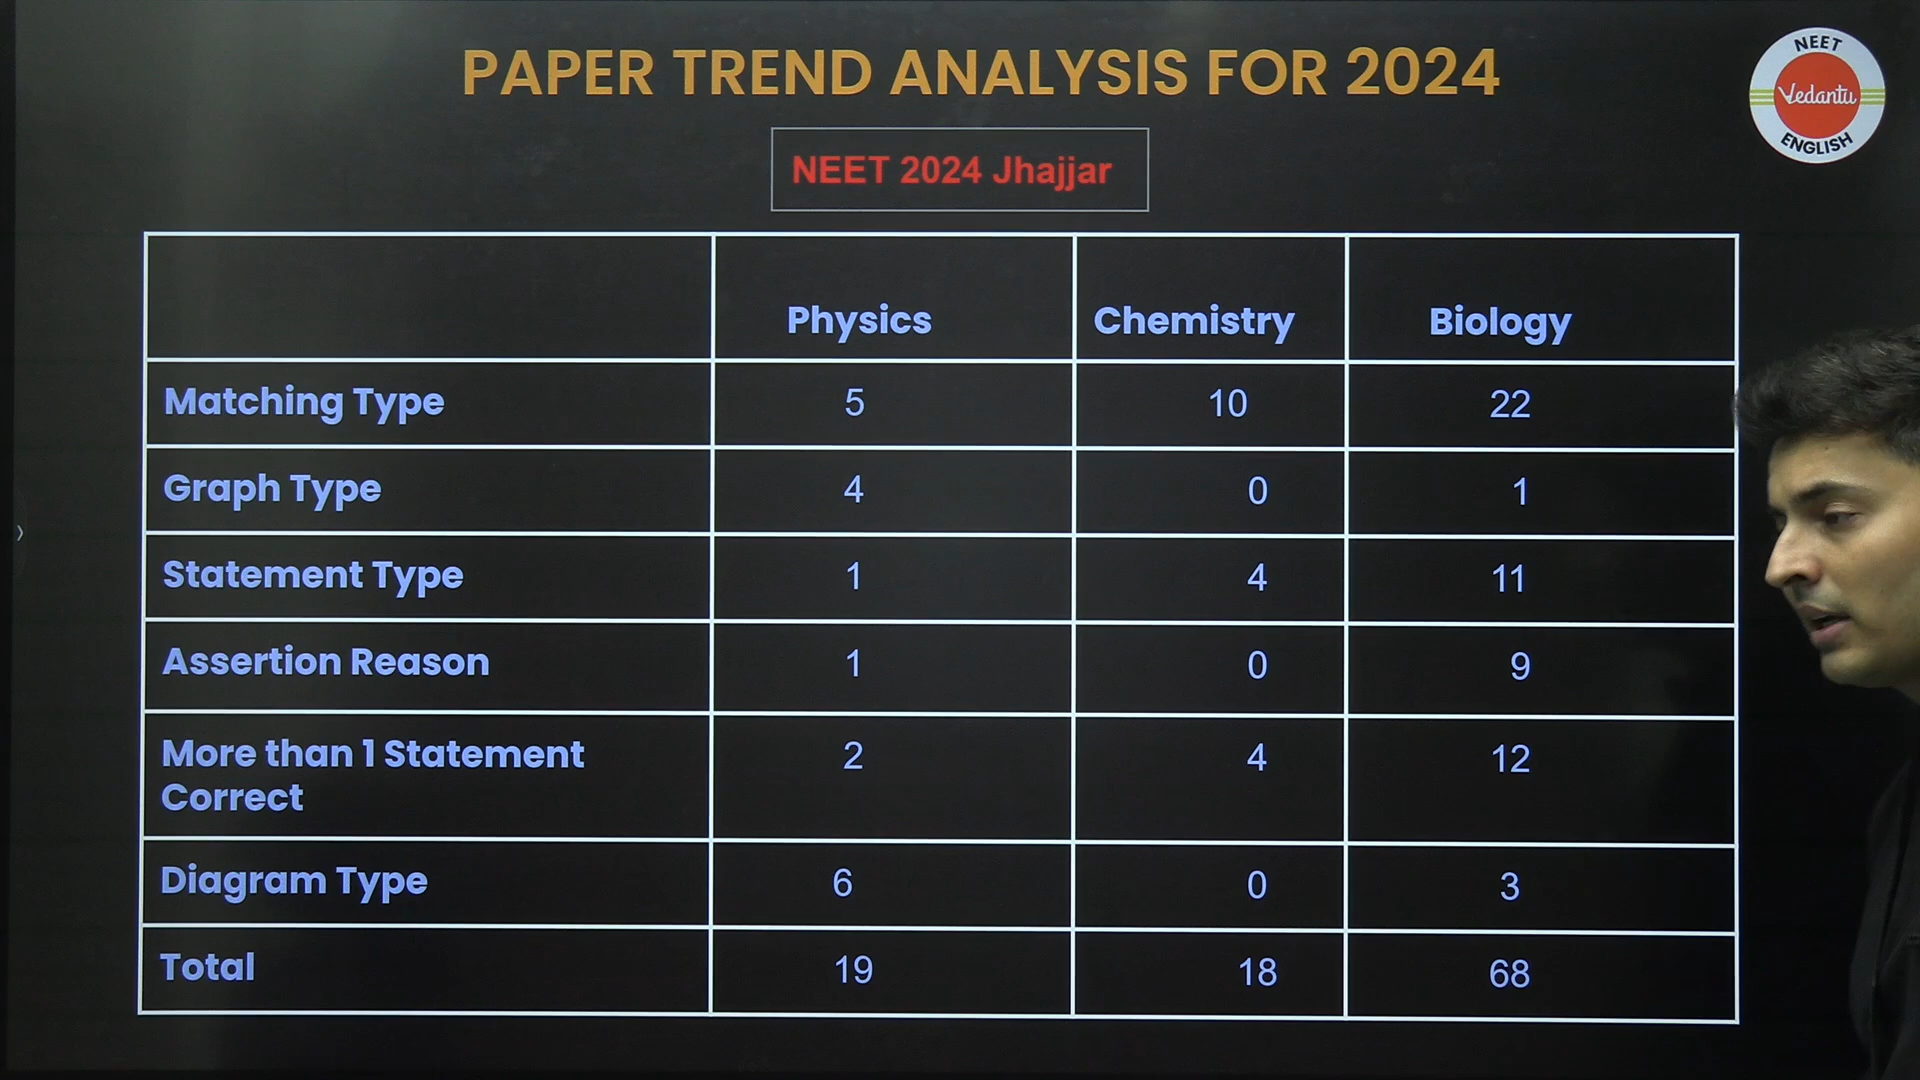 PAPER TREND ANALYSIS FOR 2024
NEET
Vedantu
ENGLISH
NEET 2024 Jhajjar
Physics Chemistry Biology
Matching Type 5 10 22
Graph Type 4 0 1
Statement Type 1 4 11
Assertion Reason 1 0 9
More than 1 Statement 2 4 12
Correct
Diagram Type 6 0 3
Total 19 18 68